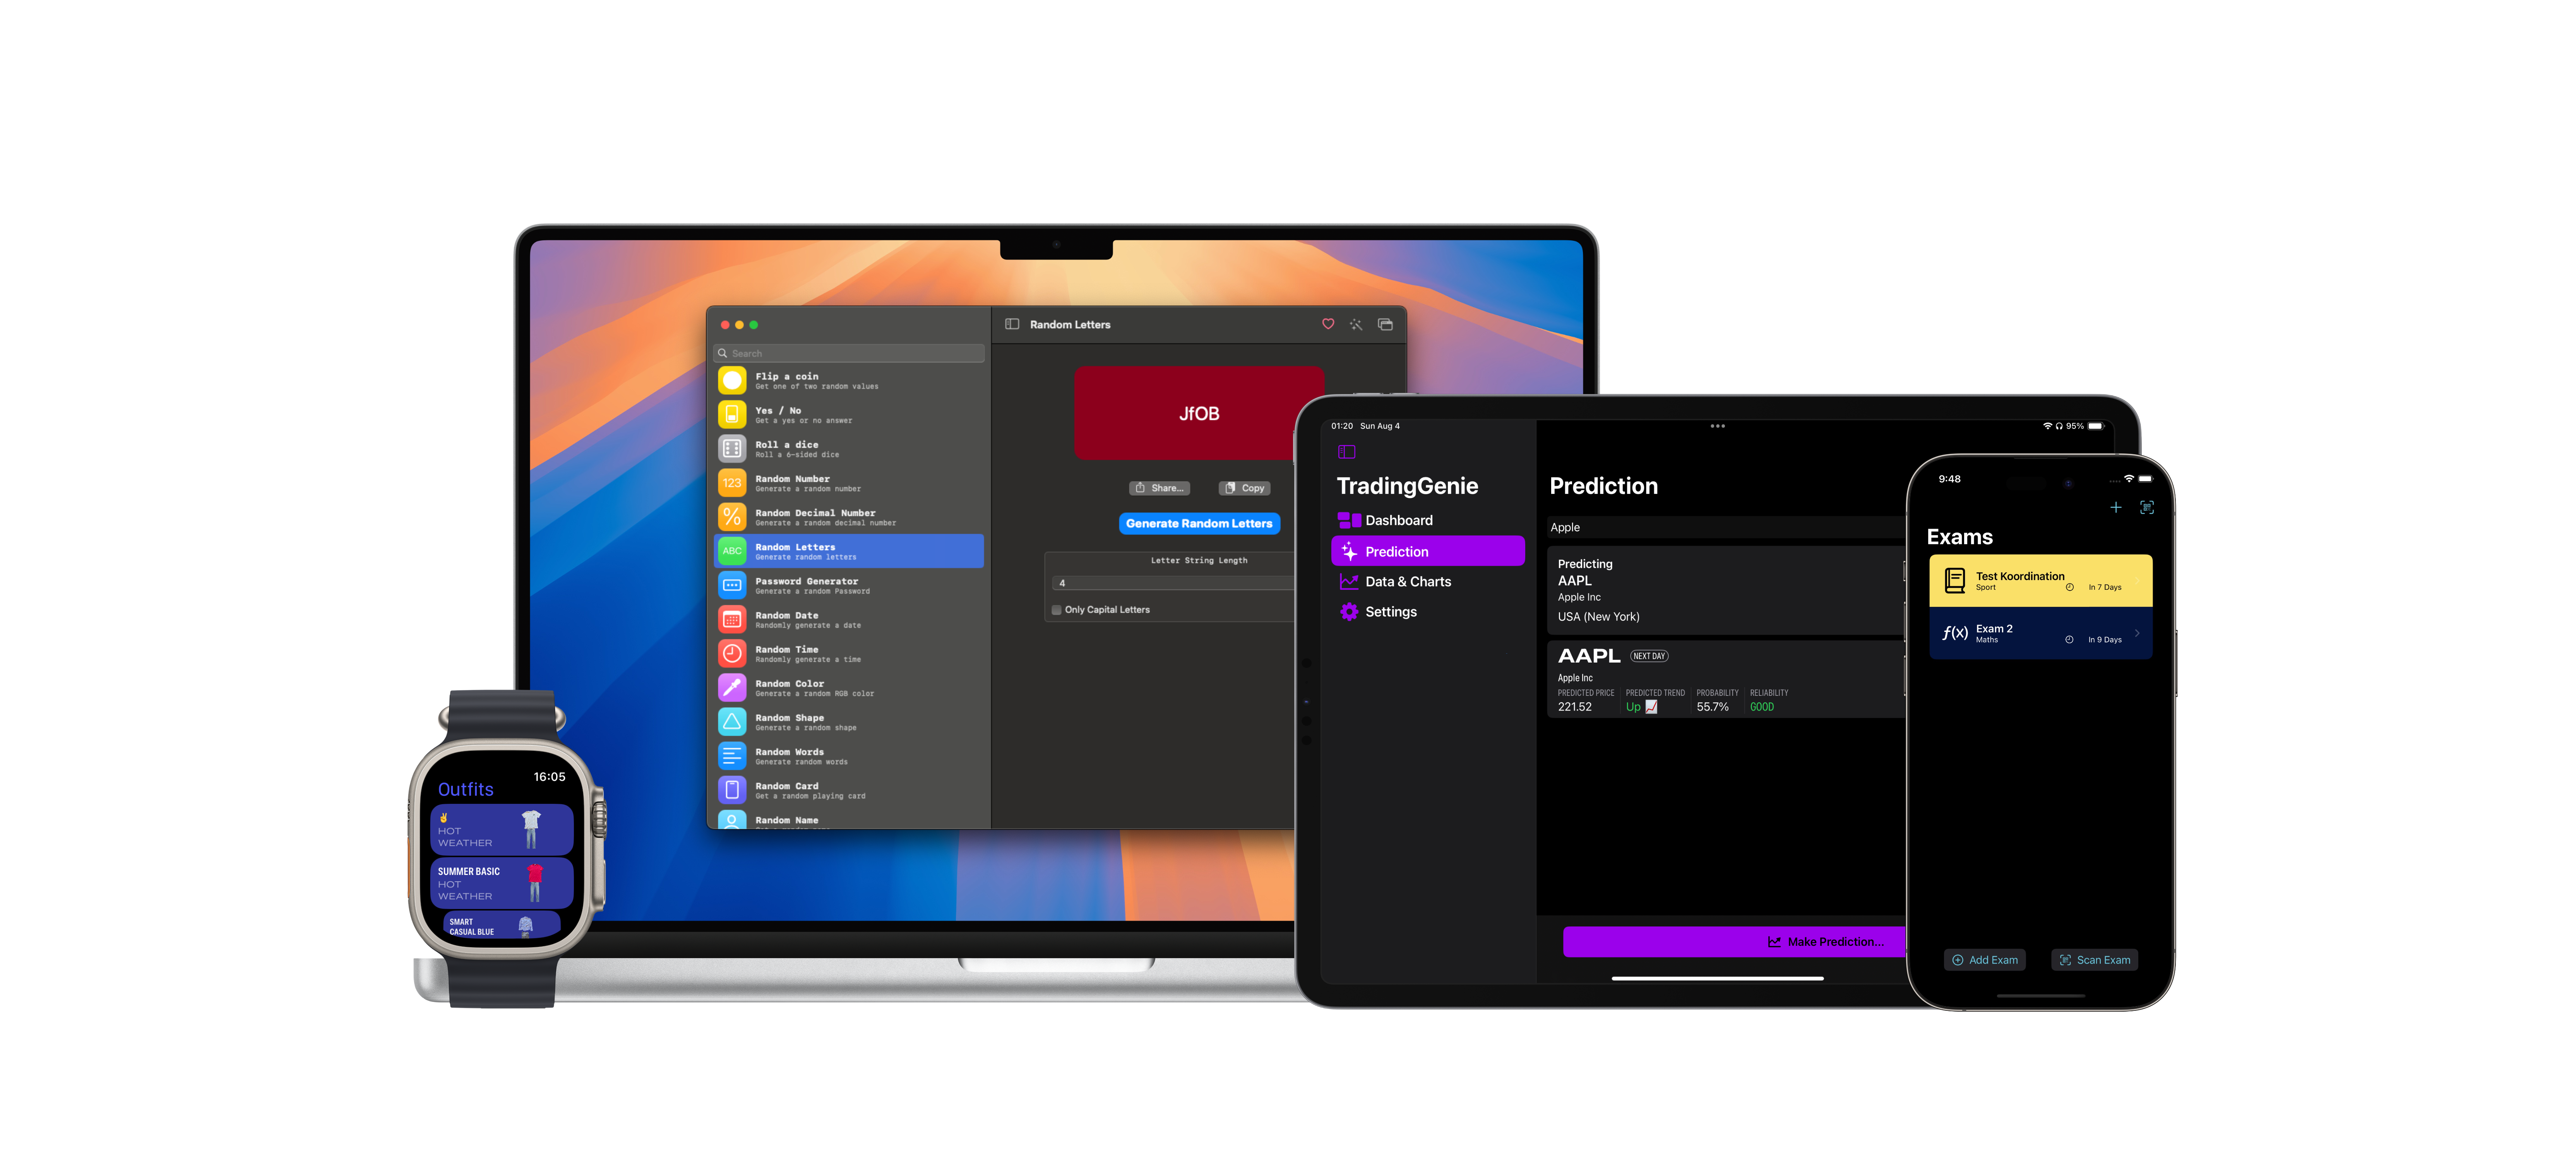 Random Letters
Search
Flip a coin
Get one of two random values
Yes / No
Get a yes or no answer
Roll a dice
Roll a 6-sided dice
123
Random Number
Generate a random number
%
Random Decimal Number
Generate a random decimal number
ABC
Random Letters
Generate random letters
Password Generator
Generate a random Password
Random Date
Randomly generate a date
Random Time
Randomly generate a time
Random Color
Generate a random RGB color
Random Shape
Generate a random shape
Random Words
Generate random words
Random Card
Get a random playing card
Random Name
JfOB
Share... Copy
Generate Random Letters
Letter String Length
4
Only Capital Letters
16:05
Outfits
✌
HOT
WEATHER
SUMMER BASIC
HOT
WEATHER
SMART
CASUAL BLUE
01:20 Sun Aug 4
95%
TradingGenie
Dashboard
Prediction
Data & Charts
Settings
Prediction
Apple
Predicting
AAPL
Apple Inc
USA (New York)
AAPL NEXT DAY
Apple Inc
PREDICTED PRICE PREDICTED TREND PROBABILITY RELIABILITY
221.52 Up 📈 55.7% GOOD
Make Prediction...
9:48
Exams
Test Koordination
Sport In 7 Days
f(x) Exam 2
Maths In 9 Days
Add Exam Scan Exam